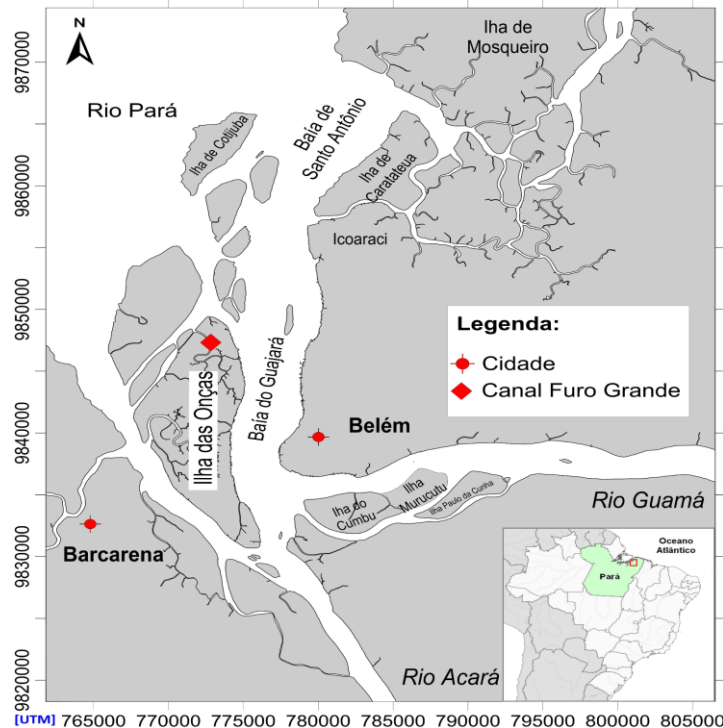 N
Rio Pará
Ilha de
Mosqueiro
Baía de
Santo Antônio
Ilha de Cotijuba
Ilha de
Caratateua
Icoaraci
Legenda:
Cidade
Canal Furo Grande
Ilha das Onças
Baía do Guajará
Belém
Ilha do
Cumbu
Ilha
Murucutu
Ilha Paulo da Cunha
Rio Guamá
Barcarena
Rio Acará
Oceano
Atlântico
Pará
9870000
9860000
9850000
9840000
9830000
9820000
[UTM] 765000 770000 775000 780000 785000 790000 795000 800000 805000